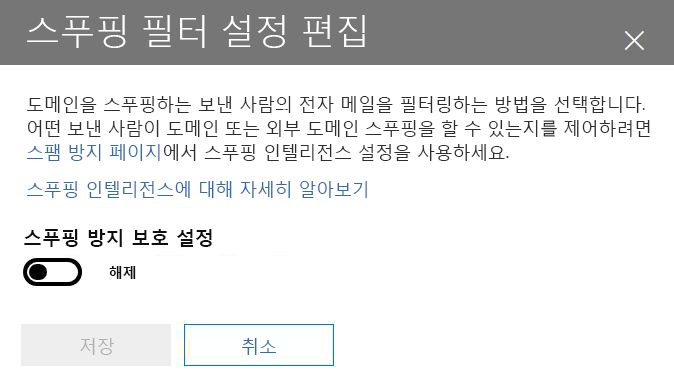 스푸핑 필터 설정 편집
도메인을 스푸핑하는 보낸 사람의 전자 메일을 필터링하는 방법을 선택합니다.
어떤 보낸 사람이 도메인 또는 외부 도메인 스푸핑을 할 수 있는지를 제어하려면
스팸 방지 페이지에서 스푸핑 인텔리전스 설정을 사용하세요.
스푸핑 인텔리전스에 대해 자세히 알아보기
스푸핑 방지 보호 설정
해제
저장 취소